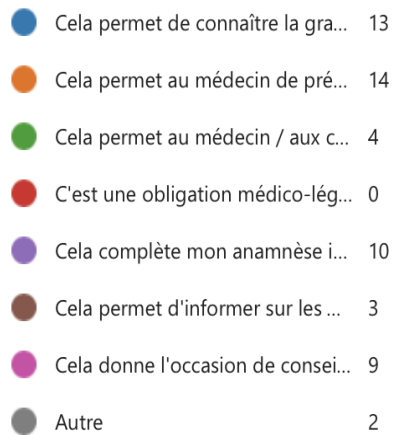 Cela permet de connaître la gra... 13
Cela permet au médecin de pré... 14
Cela permet au médecin / aux c... 4
C'est une obligation médico-lég... 0
Cela complète mon anamnèse i... 10
Cela permet d'informer sur les ... 3
Cela donne l'occasion de consei... 9
Autre 2